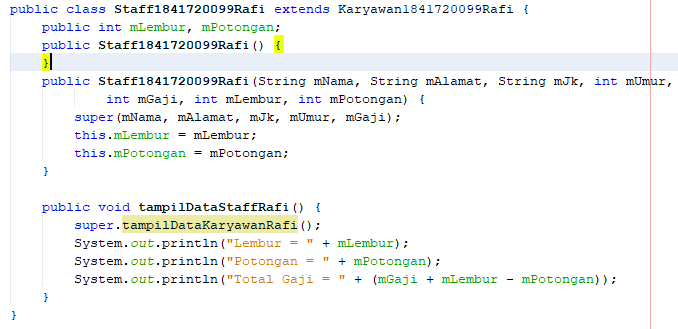 public class Staff1841720099Rafi extends Karyawan1841720099Rafi {
public int mLembur, mPotongan;
public Staff1841720099Rafi() {
}
public Staff1841720099Rafi(String mNama, String mAlamat, String mJk, int mUmur,
int mGaji, int mLembur, int mPotongan) {
super(mNama, mAlamat, mJk, mUmur, mGaji);
this.mLembur = mLembur;
this.mPotongan = mPotongan;
}
public void tampilDataStaffRafi() {
super.tampilDataKaryawanRafi();
System.out.println("Lembur = " + mLembur);
System.out.println("Potongan = " + mPotongan);
System.out.println("Total Gaji = " + (mGaji + mLembur - mPotongan));
}
}